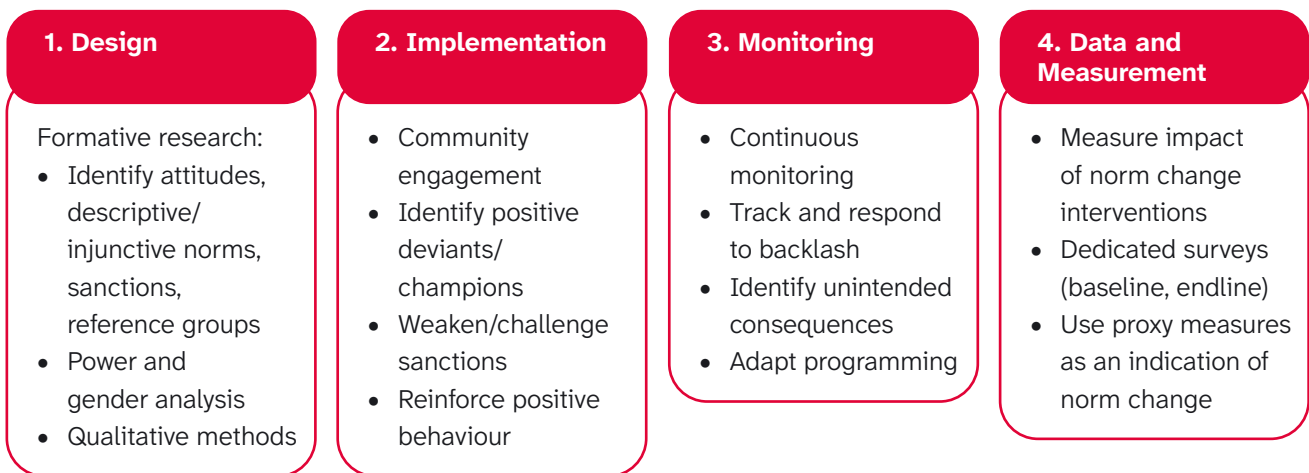 1. Design
Formative research:
• Identify attitudes,
descriptive/
injunctive norms,
sanctions,
reference groups
• Power and
gender analysis
• Qualitative methods
2. Implementation
• Community
engagement
• Identify positive
deviants/
champions
• Weaken/challenge
sanctions
• Reinforce positive
behaviour
3. Monitoring
• Continuous
monitoring
• Track and respond
to backlash
• Identify unintended
consequences
• Adapt programming
4. Data and
Measurement
• Measure impact
of norm change
interventions
• Dedicated surveys
(baseline, endline)
• Use proxy measures
as an indication of
norm change